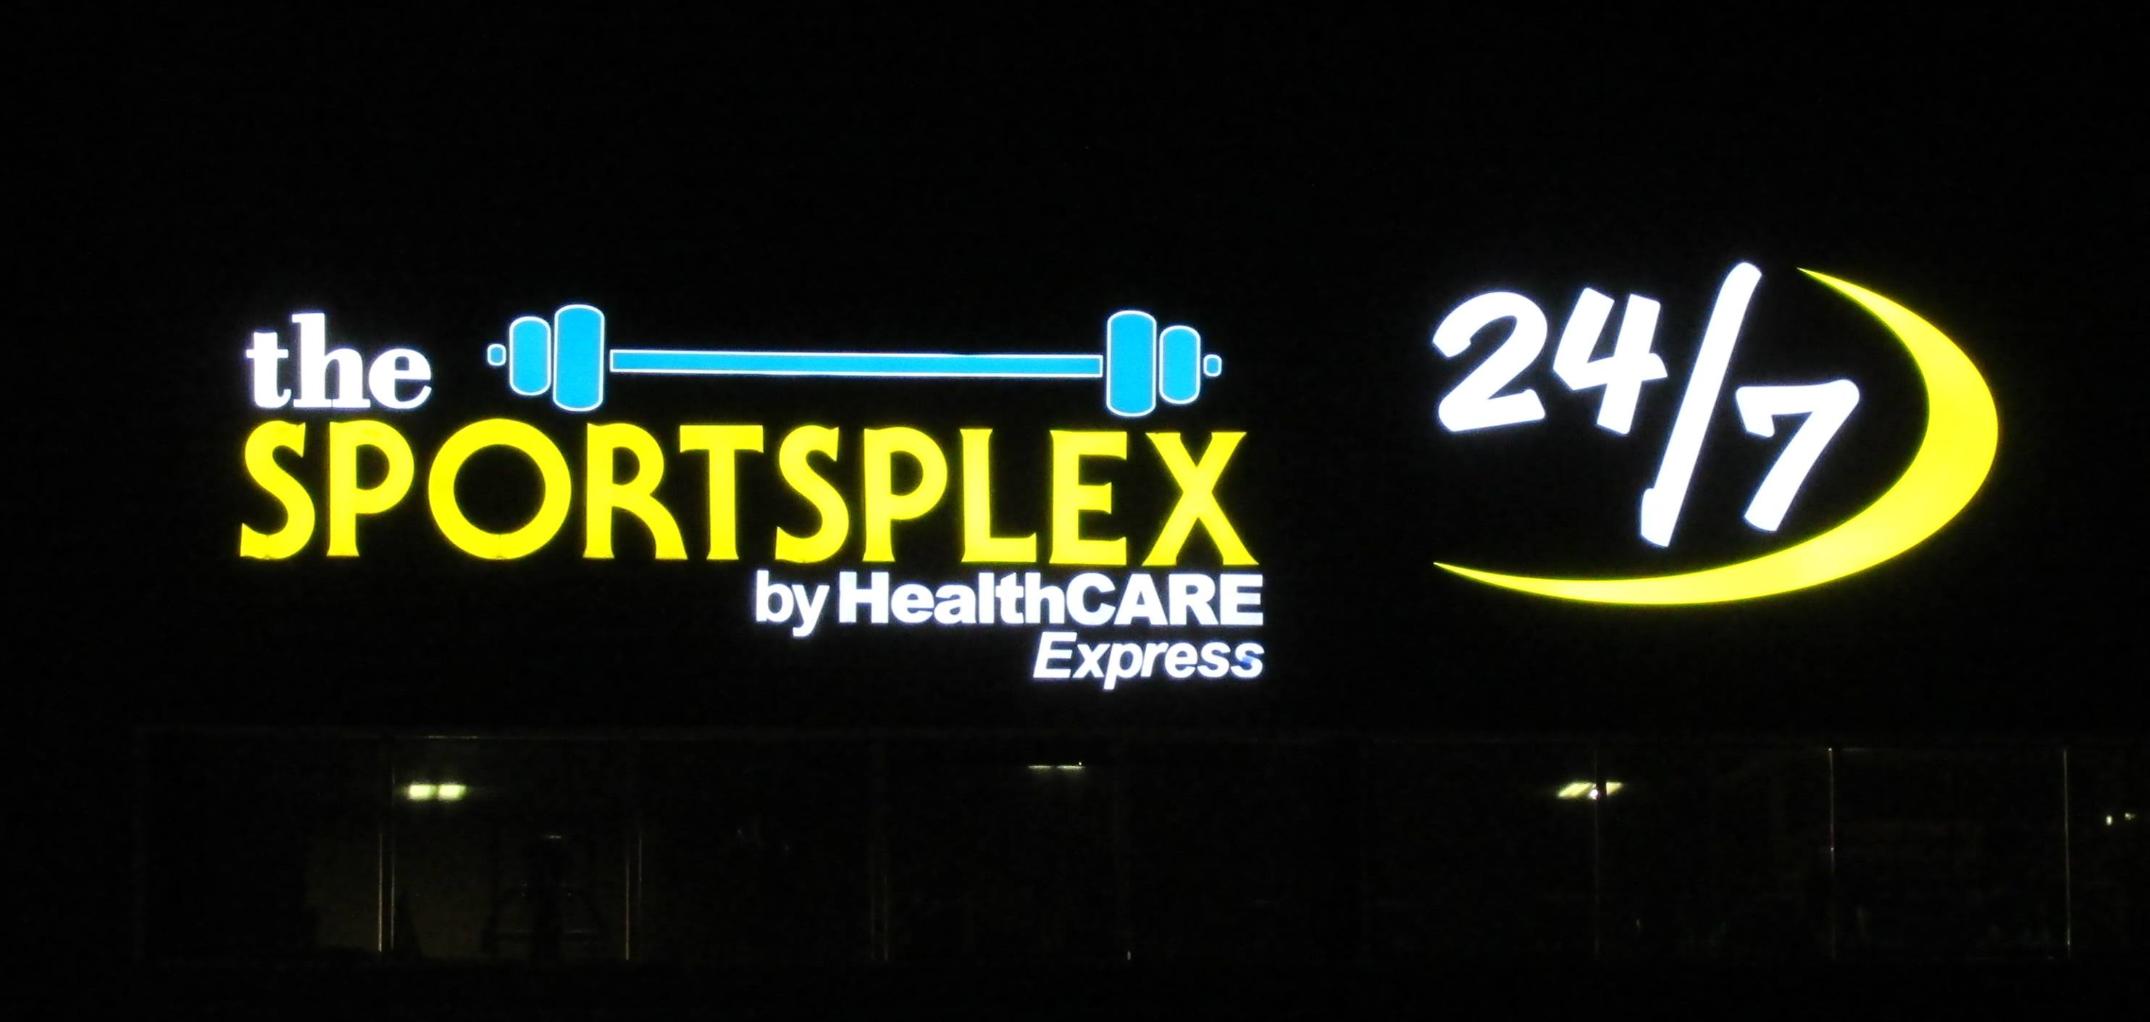 the
SPORTSPLEX
by HealthCARE
Express
24/7